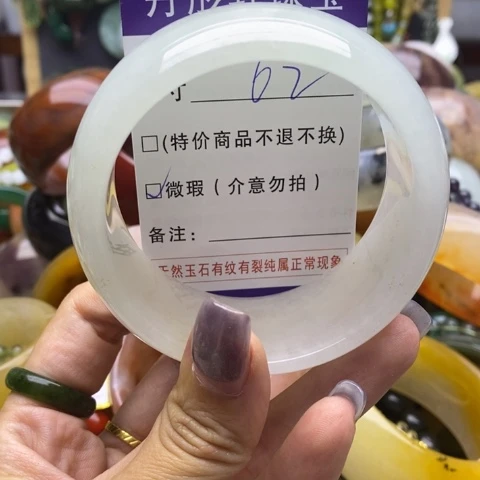 寸 62
□(特价商品不退不换)
☑微瑕（介意勿拍）
备注：
天然玉石有纹有裂纯属正常现象